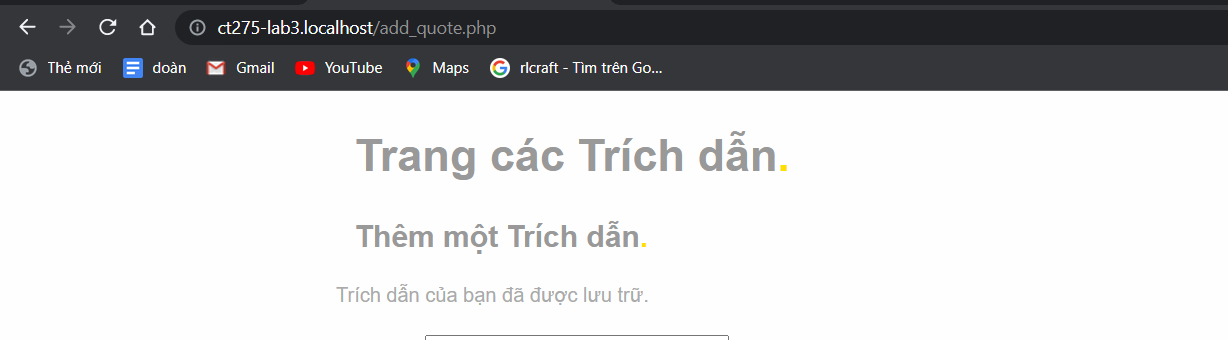 ct275-lab3.localhost/add_quote.php
Thẻ mới doàn Gmail YouTube Maps rlcraft - Tìm trên Go...
Trang các Trích dẫn.
Thêm một Trích dẫn.
Trích dẫn của bạn đã được lưu trữ.